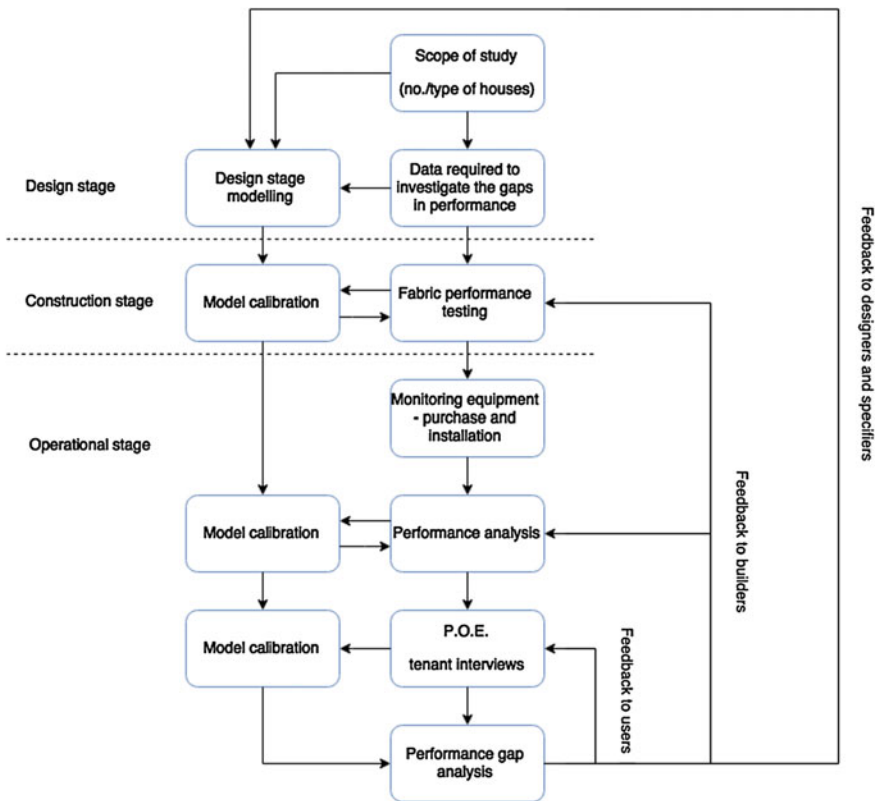 Scope of study
(no./type of houses)
Design stage
Design stage
modelling
Data required to
investigate the gaps
in performance
Construction stage
Model calibration
Fabric performance
testing
Operational stage
Monitoring equipment
- purchase and
installation
Model calibration
Performance analysis
Model calibration
P.O.E.
tenant interviews
Performance gap
analysis
Feedback to users
Feedback to builders
Feedback to designers and specifiers